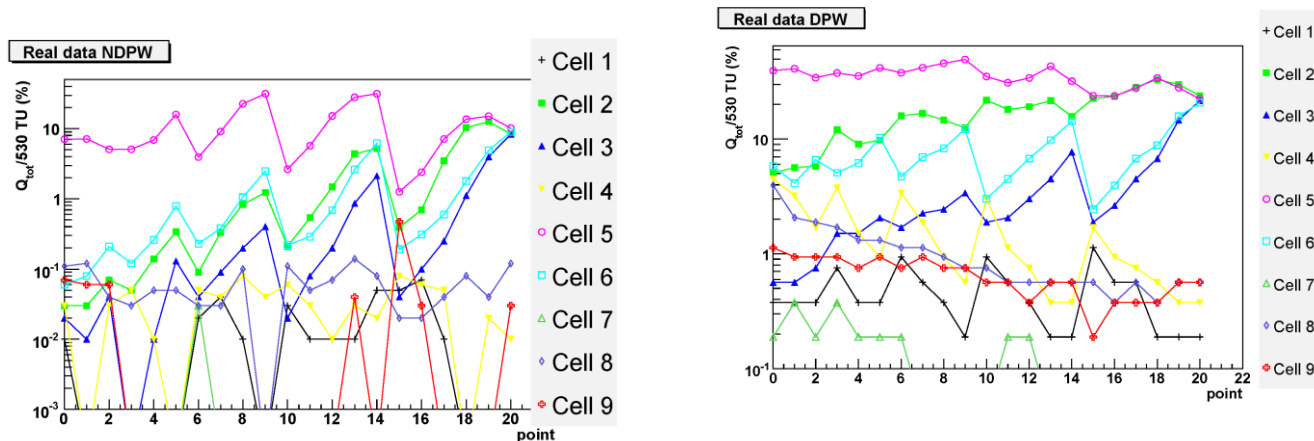 Real data NDPW
Q_tot/530 TU (%)
10
1
10^-1
10^-2
10^-3
0 2 4 6 8 10 12 14 16 18 20
point
Cell 1
Cell 2
Cell 3
Cell 4
Cell 5
Cell 6
Cell 7
Cell 8
Cell 9
Real data DPW
Q_tot/530 TU (%)
10
1
10^-1
0 2 4 6 8 10 12 14 16 18 20 22
point
Cell 1
Cell 2
Cell 3
Cell 4
Cell 5
Cell 6
Cell 7
Cell 8
Cell 9